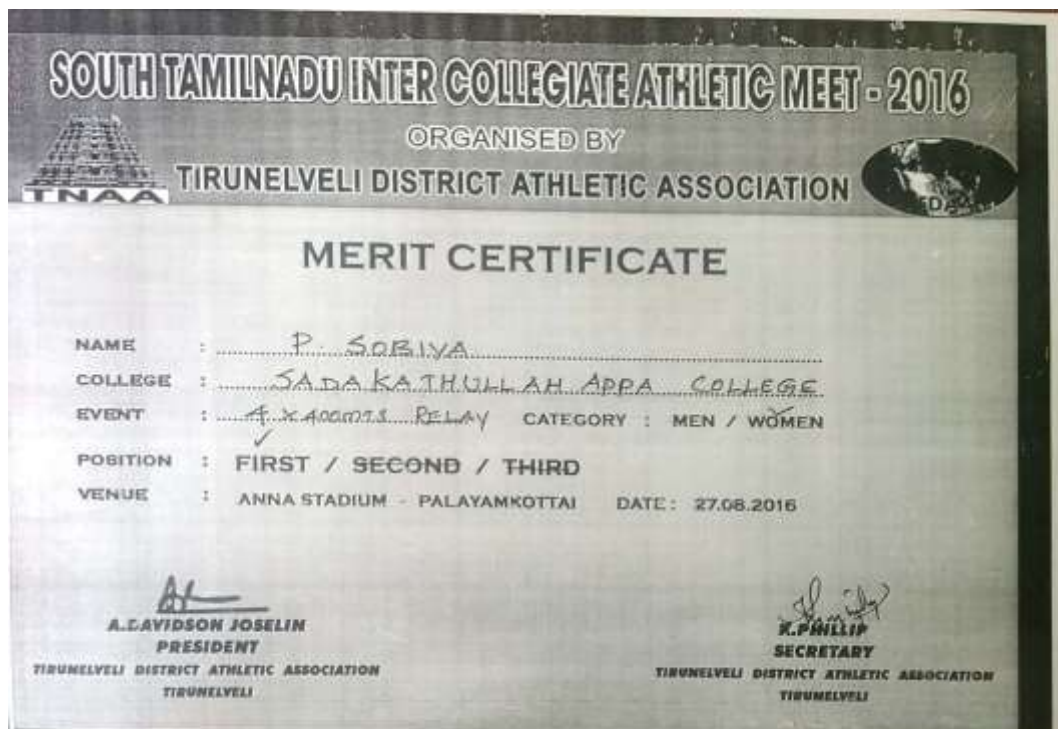 SOUTH TAMILNADU INTER COLLEGIATE ATHLETIC MEET - 2016
ORGANISED BY
TIRUNELVELI DISTRICT ATHLETIC ASSOCIATION
TNAA
TDAA
MERIT CERTIFICATE
NAME : P. SOBIYA
COLLEGE : SADAKATHULLAH APPA COLLEGE
EVENT : 4 x 400MTS RELAY CATEGORY : MEN / WOMEN
POSITION : FIRST / SECOND / THIRD
VENUE : ANNA STADIUM - PALAYAMKOTTAI DATE : 27.08.2016
A.DAVIDSON JOSELIN
PRESIDENT
TIRUNELVELI DISTRICT ATHLETIC ASSOCIATION
TIRUNELVELI
K.PHILLIP
SECRETARY
TIRUNELVELI DISTRICT ATHLETIC ASSOCIATION
TIRUNELVELI